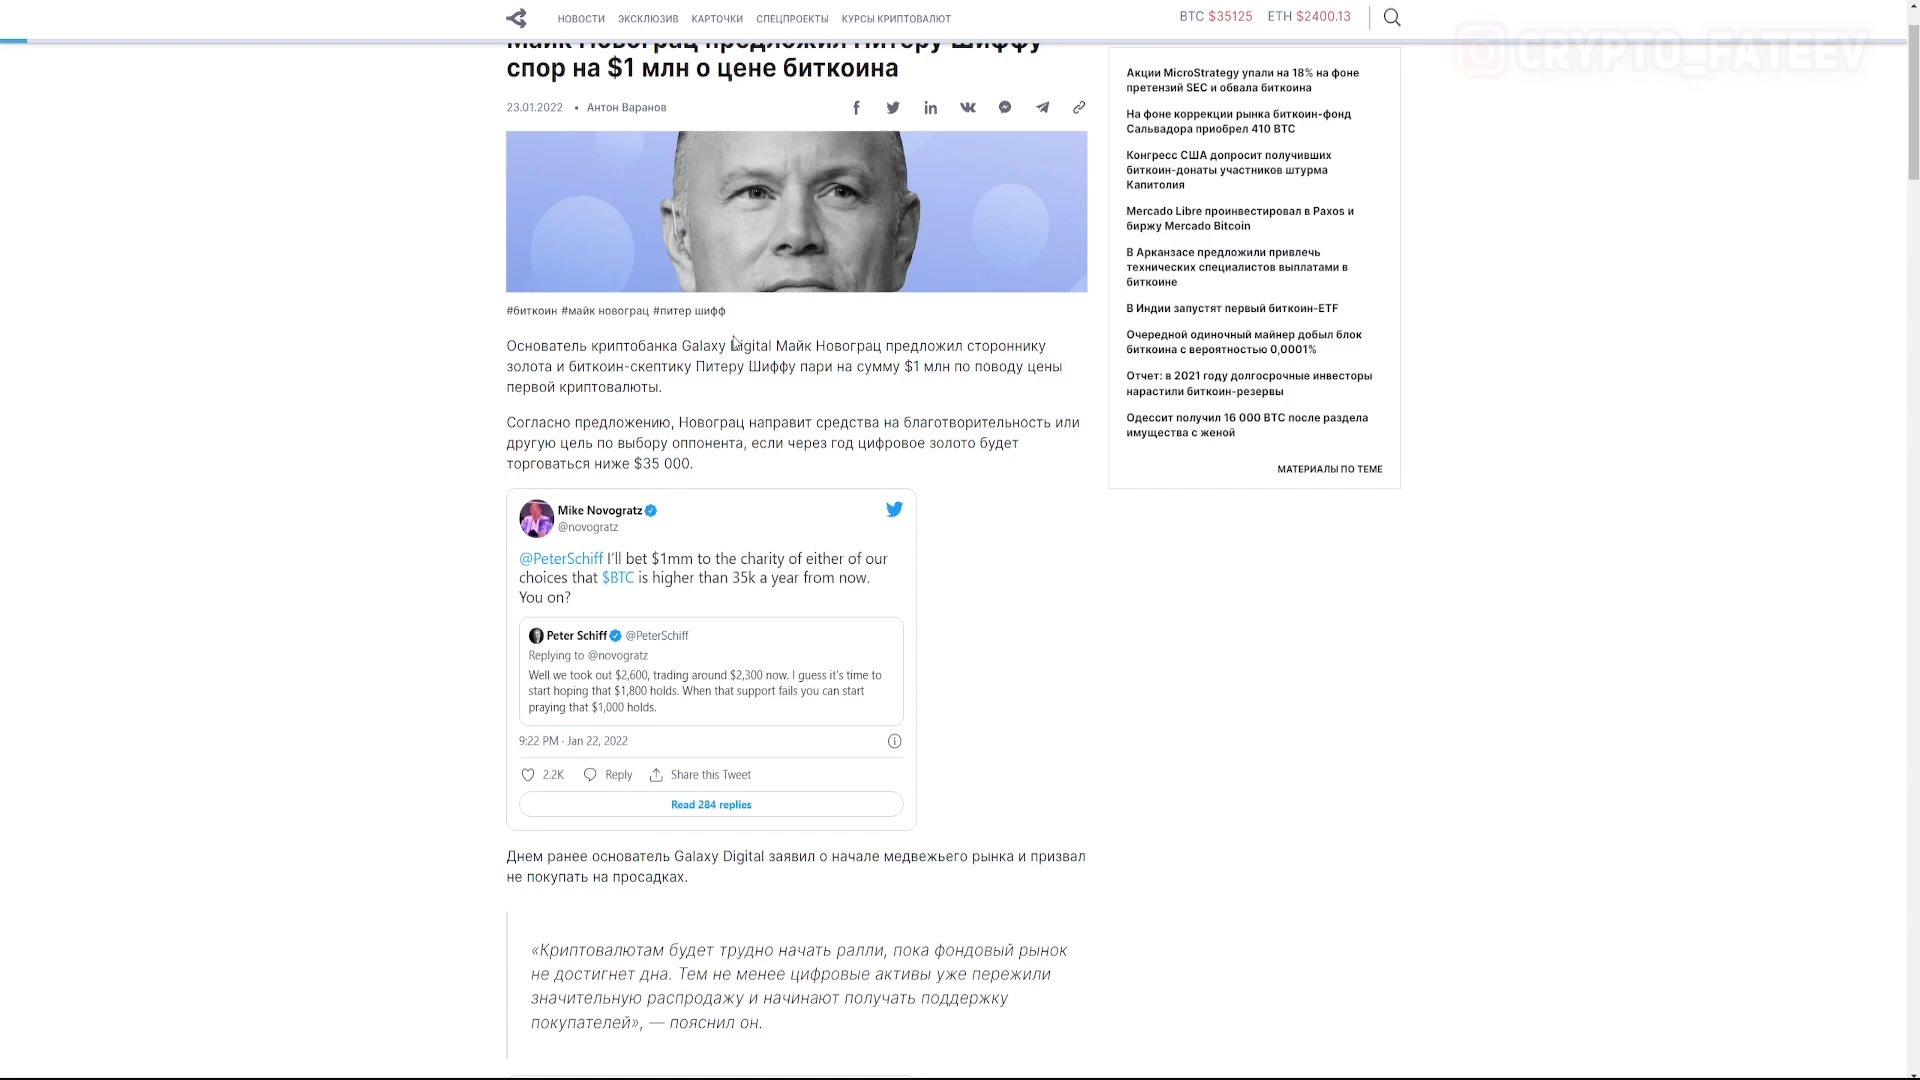 НОВОСТИ ЭКСКЛЮЗИВ КАРТОЧКИ СПЕЦПРОЕКТЫ КУРСЫ КРИПТОВАЛЮТ
BTC $35125 ETH $2400.13
CRYPTO_FATEEV
Майк Новограц предложил Питеру Шиффу
спор на $1 млн о цене биткоина
23.01.2022 • Антон Варанов
#биткоин #майк новограц #питер шифф
Основатель криптобанка Galaxy Digital Майк Новограц предложил стороннику
золота и биткоин-скептику Питеру Шиффу пари на сумму $1 млн по поводу цены
первой криптовалюты.
Согласно предложению, Новограц направит средства на благотворительность или
другую цель по выбору оппонента, если через год цифровое золото будет
торговаться ниже $35 000.
Mike Novogratz
@novogratz
@PeterSchiff I'll bet $1mm to the charity of either of our
choices that $BTC is higher than 35k a year from now.
You on?
Peter Schiff @PeterSchiff
Replying to @novogratz
Well we took out $2,600, trading around $2,300 now. I guess it's time to
start hoping that $1,800 holds. When that support fails you can start
praying that $1,000 holds.
9:22 PM · Jan 22, 2022
2.2K Reply Share this Tweet
Read 284 replies
Днем ранее основатель Galaxy Digital заявил о начале медвежьего рынка и призвал
не покупать на просадках.
«Криптовалютам будет трудно начать ралли, пока фондовый рынок
не достигнет дна. Тем не менее цифровые активы уже пережили
значительную распродажу и начинают получать поддержку
покупателей», — пояснил он.
Акции MicroStrategy упали на 18% на фоне
претензий SEC и обвала биткоина
На фоне коррекции рынка биткоин-фонд
Сальвадора приобрел 410 BTC
Конгресс США допросит получивших
биткоин-донаты участников штурма
Капитолия
Mercado Libre проинвестировал в Paxos и
биржу Mercado Bitcoin
В Арканзасе предложили привлечь
технических специалистов выплатами в
биткоине
В Индии запустят первый биткоин-ETF
Очередной одиночный майнер добыл блок
биткоина с вероятностью 0,0001%
Отчет: в 2021 году долгосрочные инвесторы
нарастили биткоин-резервы
Одессит получил 16 000 BTC после раздела
имущества с женой
МАТЕРИАЛЫ ПО ТЕМЕ